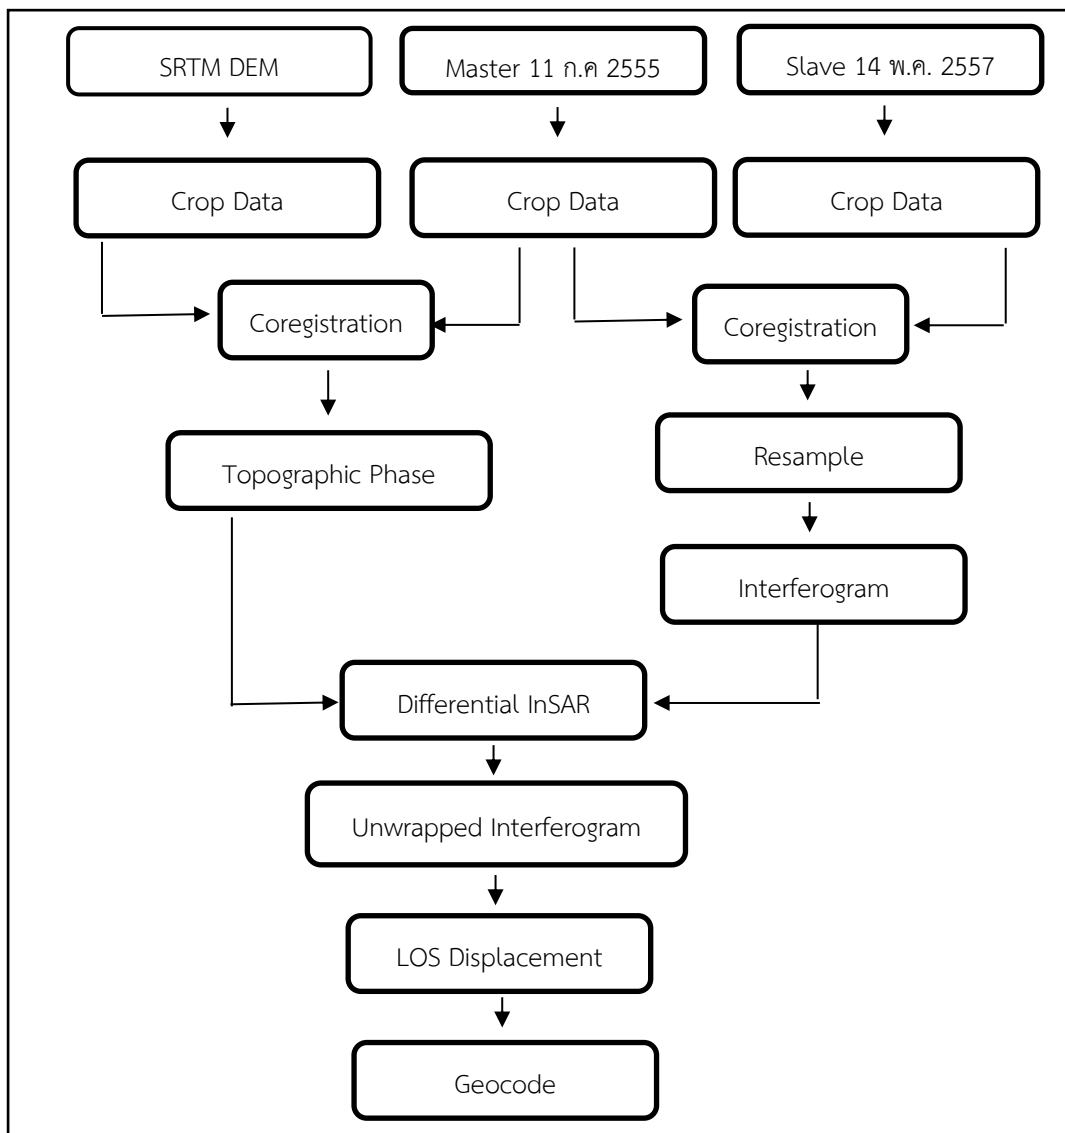 SRTM DEM
Master 11 ก.ค 2555
Slave 14 พ.ค. 2557
Crop Data
Crop Data
Crop Data
Coregistration
Coregistration
Topographic Phase
Resample
Interferogram
Differential InSAR
Unwrapped Interferogram
LOS Displacement
Geocode